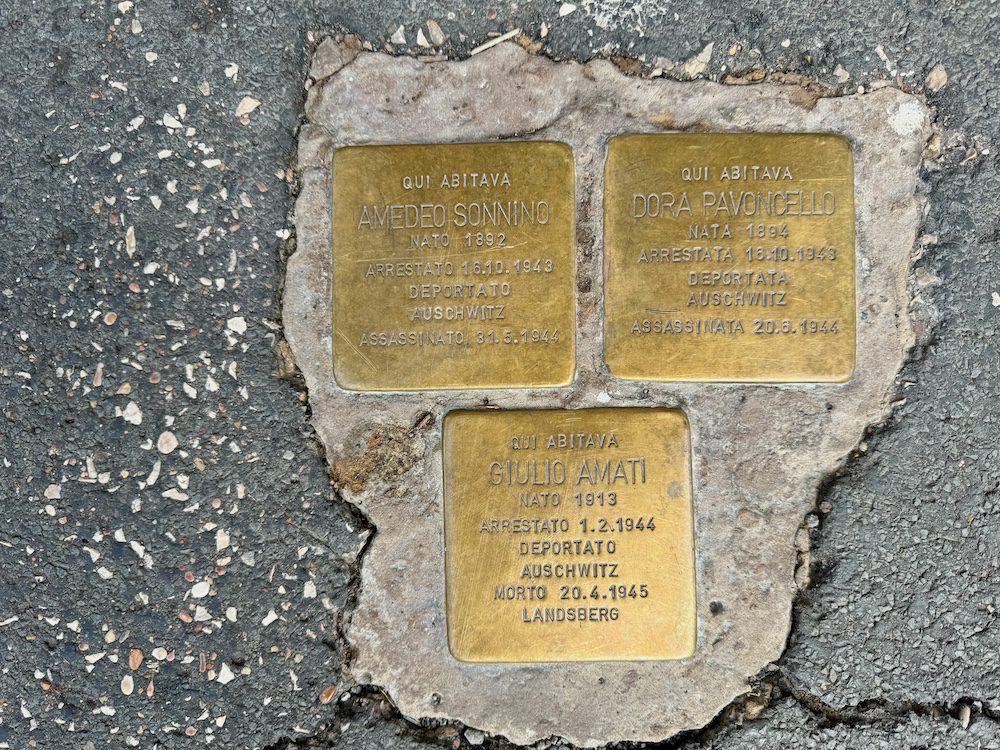 QUI ABITAVA
AMEDEO SONNINO
NATO 1892
ARRESTATO 16.10.1943
DEPORTATO
AUSCHWITZ
ASSASSINATO 31.5.1944
QUI ABITAVA
DORA PAVONCELLO
NATA 1894
ARRESTATA 16.10.1943
DEPORTATA
AUSCHWITZ
ASSASSINATA 20.6.1944
QUI ABITAVA
GIULIO AMATI
NATO 1913
ARRESTATO 1.2.1944
DEPORTATO
AUSCHWITZ
MORTO 20.4.1945
LANDSBERG